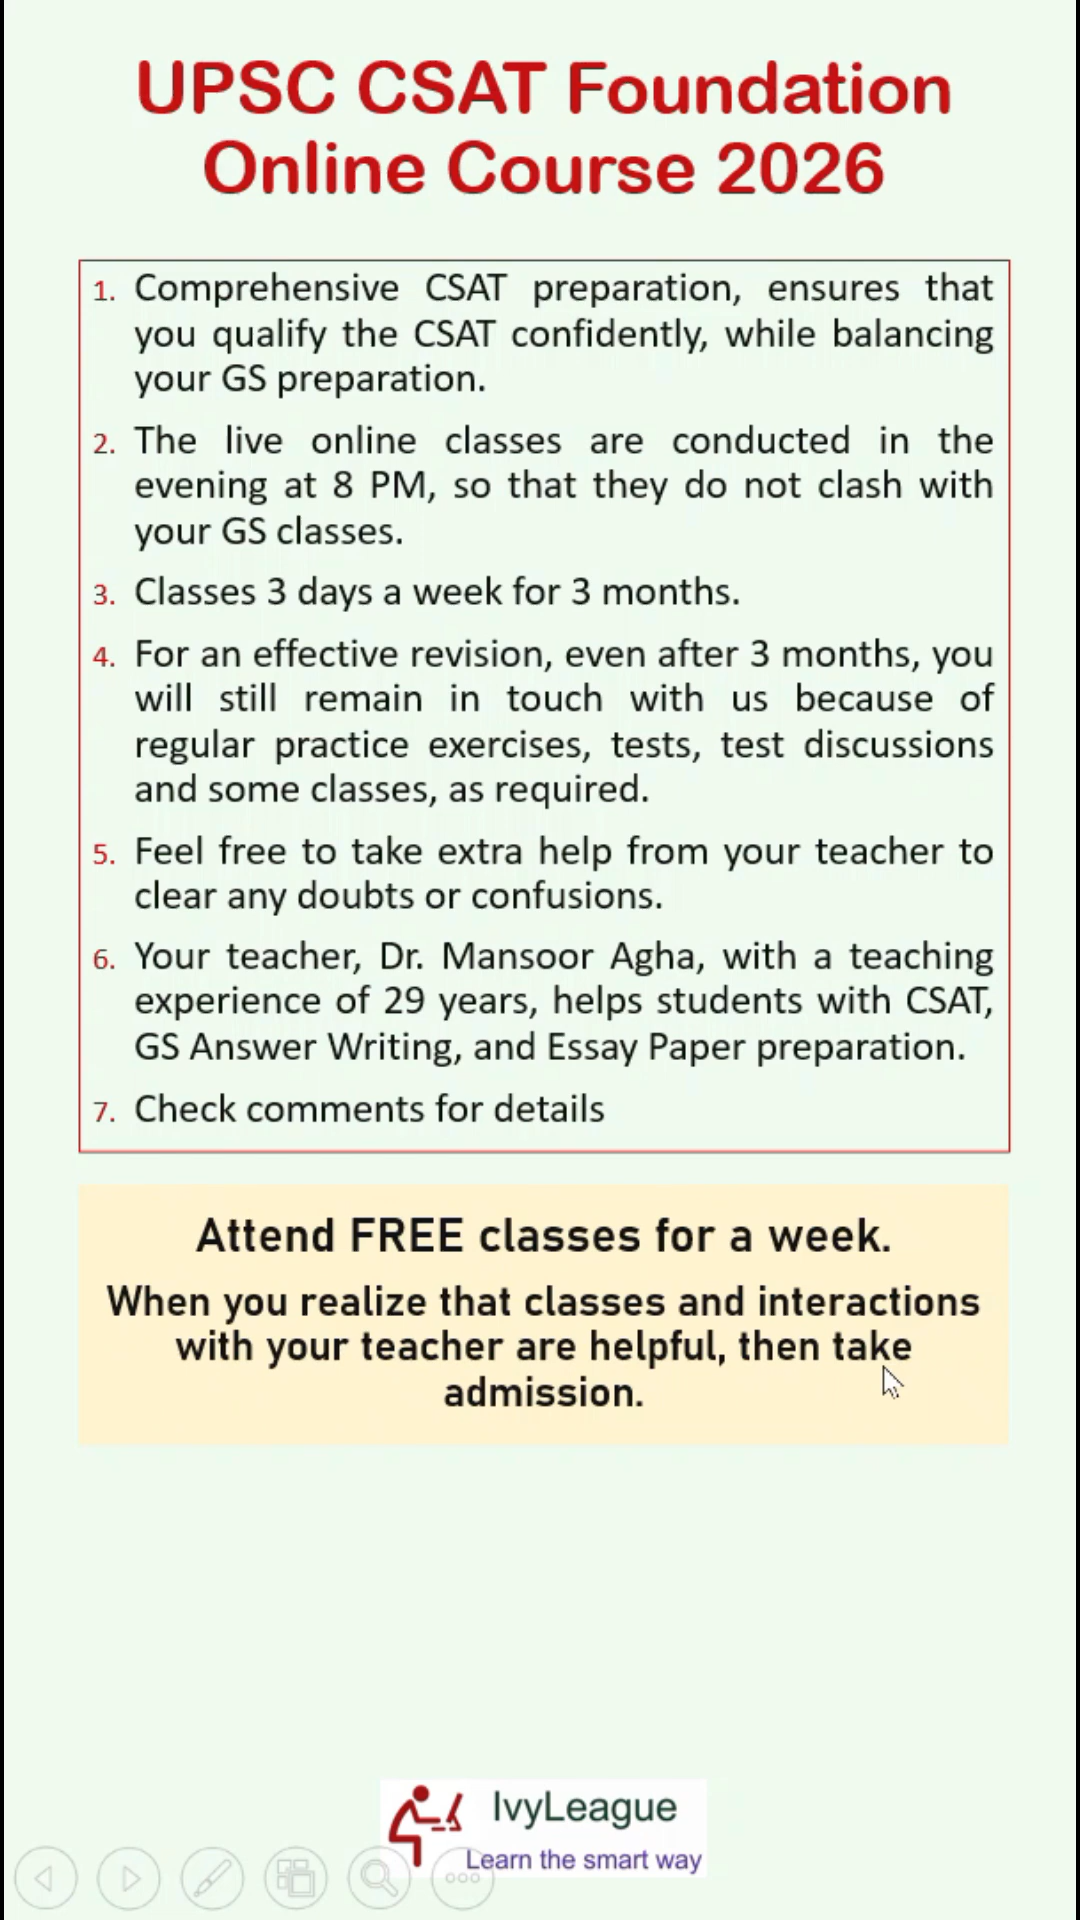 UPSC CSAT Foundation
Online Course 2026
1. Comprehensive CSAT preparation, ensures that
you qualify the CSAT confidently, while balancing
your GS preparation.
2. The live online classes are conducted in the
evening at 8 PM, so that they do not clash with
your GS classes.
3. Classes 3 days a week for 3 months.
4. For an effective revision, even after 3 months, you
will still remain in touch with us because of
regular practice exercises, tests, test discussions
and some classes, as required.
5. Feel free to take extra help from your teacher to
clear any doubts or confusions.
6. Your teacher, Dr. Mansoor Agha, with a teaching
experience of 29 years, helps students with CSAT,
GS Answer Writing, and Essay Paper preparation.
7. Check comments for details
Attend FREE classes for a week.
When you realize that classes and interactions
with your teacher are helpful, then take
admission.
IvyLeague
Learn the smart way